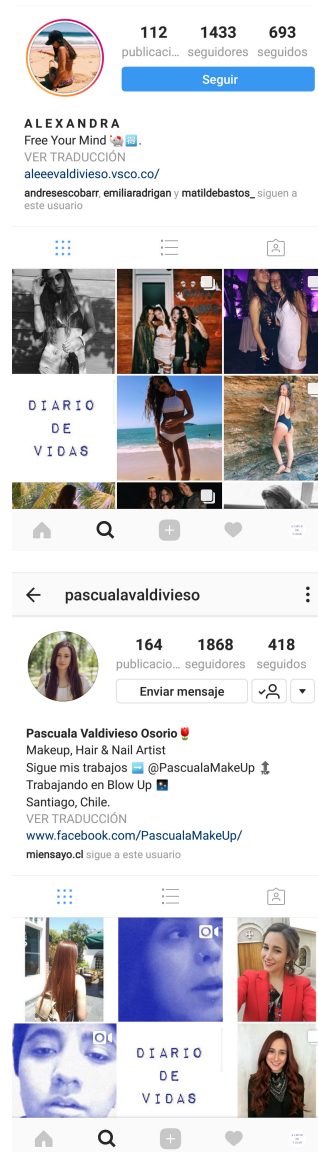 112 1433 693
publicaci... seguidores seguidos
Seguir
ALEXANDRA
Free Your Mind 🐩♓.
VER TRADUCCIÓN
aleeevaldivieso.vsco.co/
andresescobarr, emiliaradrigan y matildebastos_ siguen a
este usuario
DIARIO
DE
VIDAS
pascualavaldivieso
164 1868 418
publicacio... seguidores seguidos
Enviar mensaje
Pascuala Valdivieso Osorio🌷
Makeup, Hair & Nail Artist
Sigue mis trabajos ➡ @PascualaMakeUp
Trabajando en Blow Up
Santiago, Chile.
VER TRADUCCIÓN
www.facebook.com/PascualaMakeUp/
miensayo.cl sigue a este usuario
DIARIO
DE
VIDAS